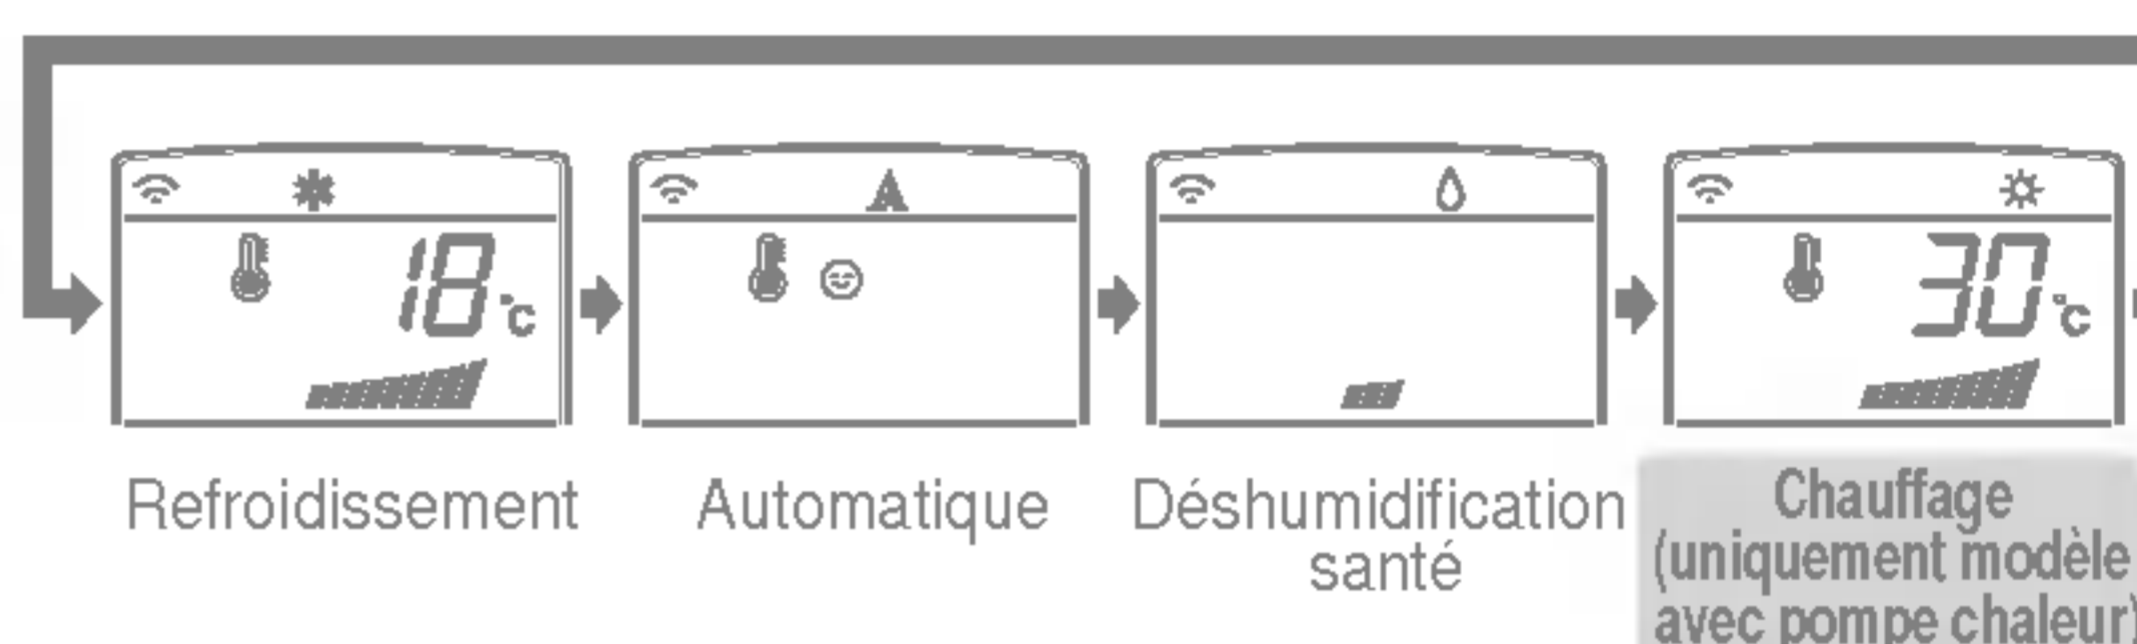 18 °C
30 °C
Refroidissement
Automatique
Déshumidification
santé
Chauffage
(uniquement modèle
avec pompe chaleur)